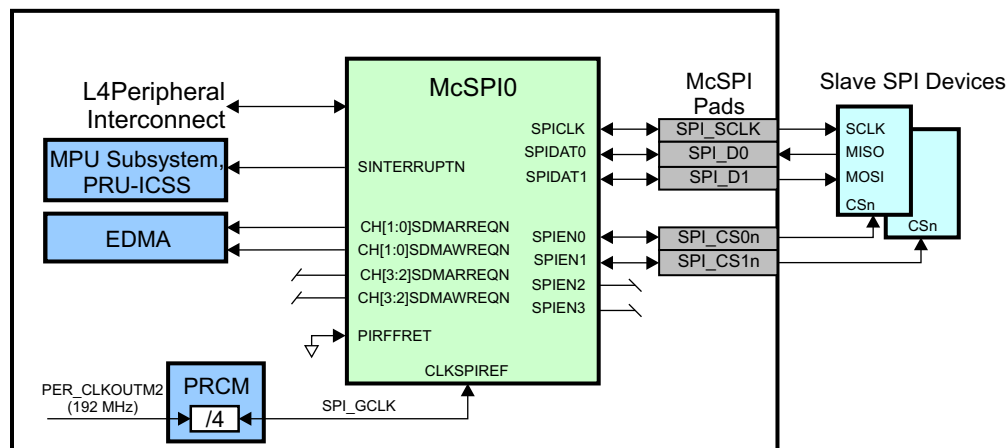 McSPI0
McSPI
Pads
Slave SPI Devices
L4Peripheral
Interconnect
MPU Subsystem,
PRU-ICSS
EDMA
SINTERRUPTN
CH[1:0]SDMARREQN
CH[1:0]SDMAWREQN
CH[3:2]SDMARREQN
CH[3:2]SDMAWREQN
PIRFFRET
CLKSPIREF
SPICLK
SPIDAT0
SPIDAT1
SPIEN0
SPIEN1
SPIEN2
SPIEN3
SPI_SCLK
SPI_D0
SPI_D1
SPI_CS0n
SPI_CS1n
SCLK
MISO
MOSI
CSn
CSn
PER_CLKOUTM2
(192 MHz)
PRCM
/4
SPI_GCLK